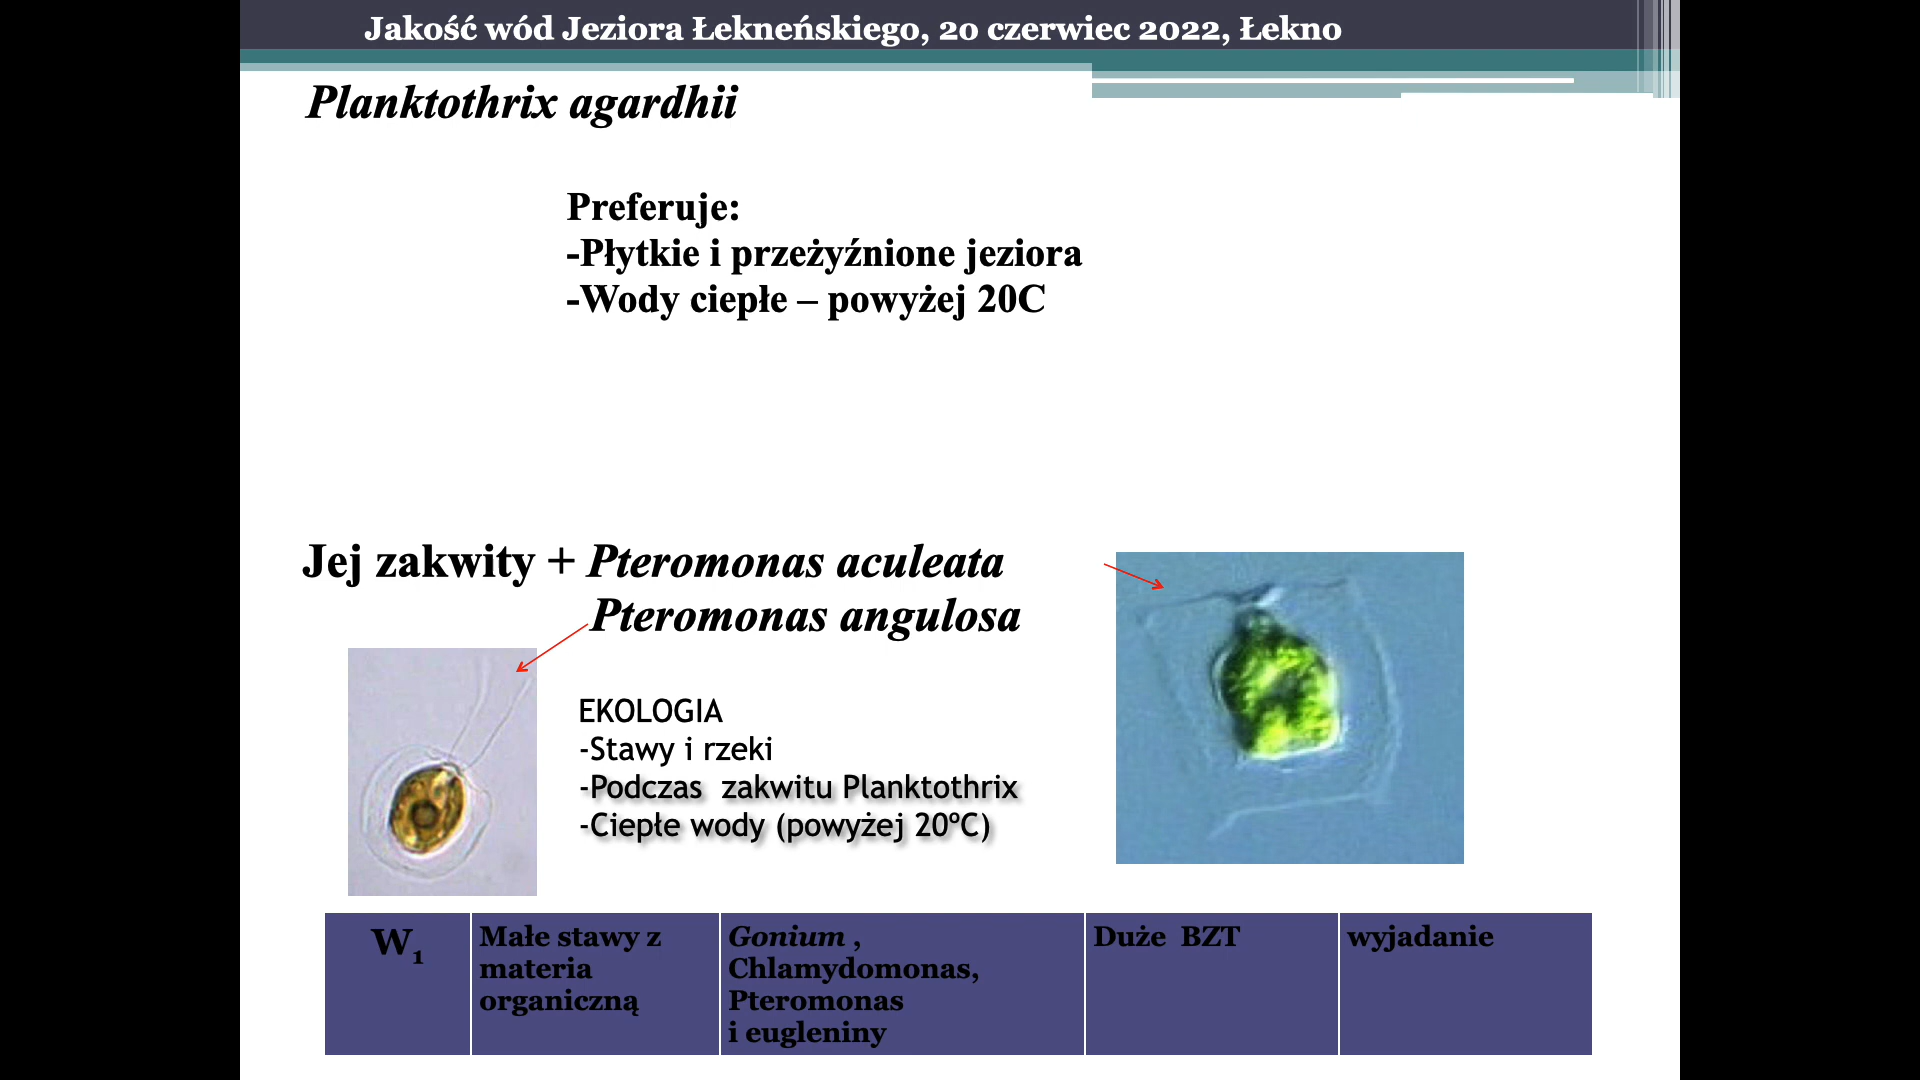 Jakość wód Jeziora Łekneńskiego, 20 czerwiec 2022, Łekno
Planktothrix agardhii
Preferuje:
-Płytkie i przeżyźnione jeziora
-Wody ciepłe – powyżej 20C
Jej zakwity + Pteromonas aculeata
Pteromonas angulosa
EKOLOGIA
-Stawy i rzeki
-Podczas zakwitu Planktothrix
-Ciepłe wody (powyżej 20ºC)
W₁
Małe stawy z
materia
organiczną
Gonium ,
Chlamydomonas,
Pteromonas
i eugleniny
Duże BZT
wyjadanie